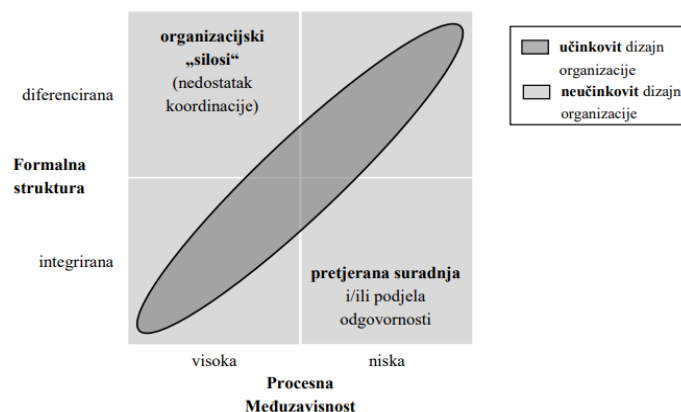 organizacijski
„silosi“
(nedostatak
koordinacije)
učinkovit dizajn
organizacije
neučinkovit dizajn
organizacije
diferencirana
Formalna
struktura
integrirana
pretjerana suradnja
i/ili podjela
odgovornosti
visoka
niska
Procesna
Međuzavisnost